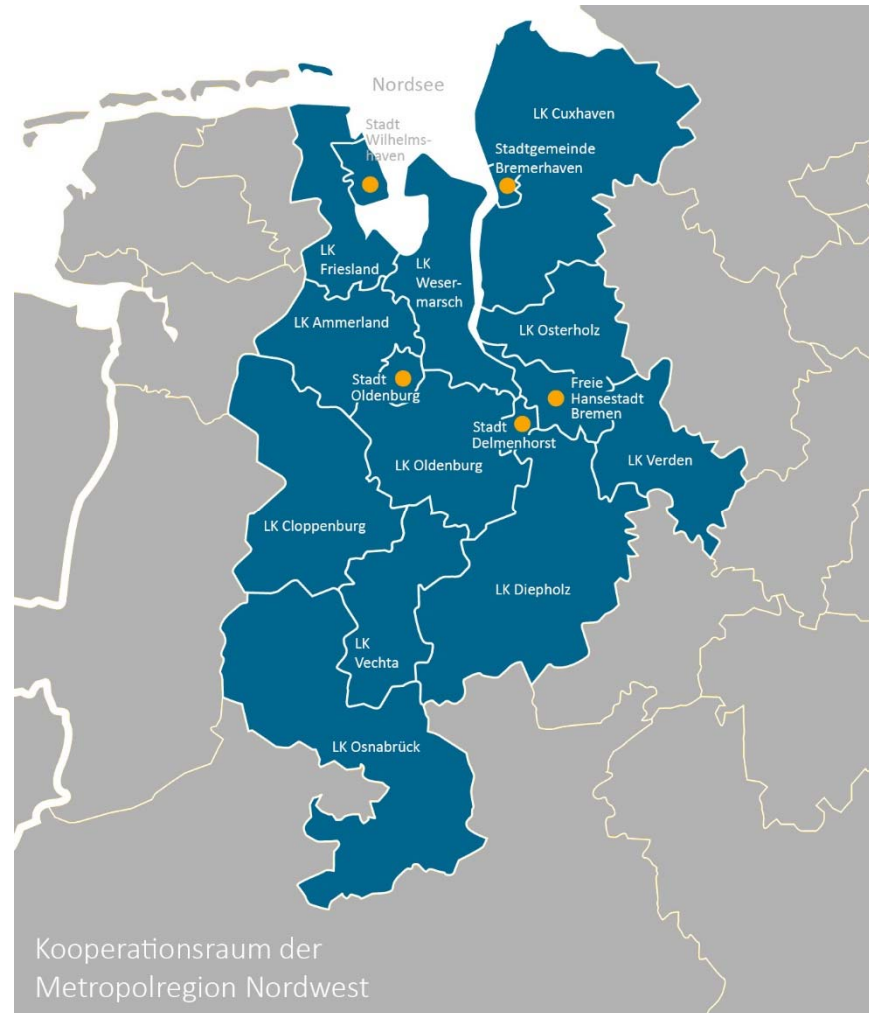 Nordsee
LK Cuxhaven
Stadt
Wilhelms-
haven
Stadtgemeinde
Bremerhaven
LK
Friesland
LK
Weser-
marsch
LK Ammerland
LK Osterholz
Stadt
Oldenburg
Freie
Hansestadt
Bremen
Stadt
Delmenhorst
LK Oldenburg
LK Verden
LK Cloppenburg
LK Diepholz
LK
Vechta
LK Osnabrück
Kooperationsraum der
Metropolregion Nordwest